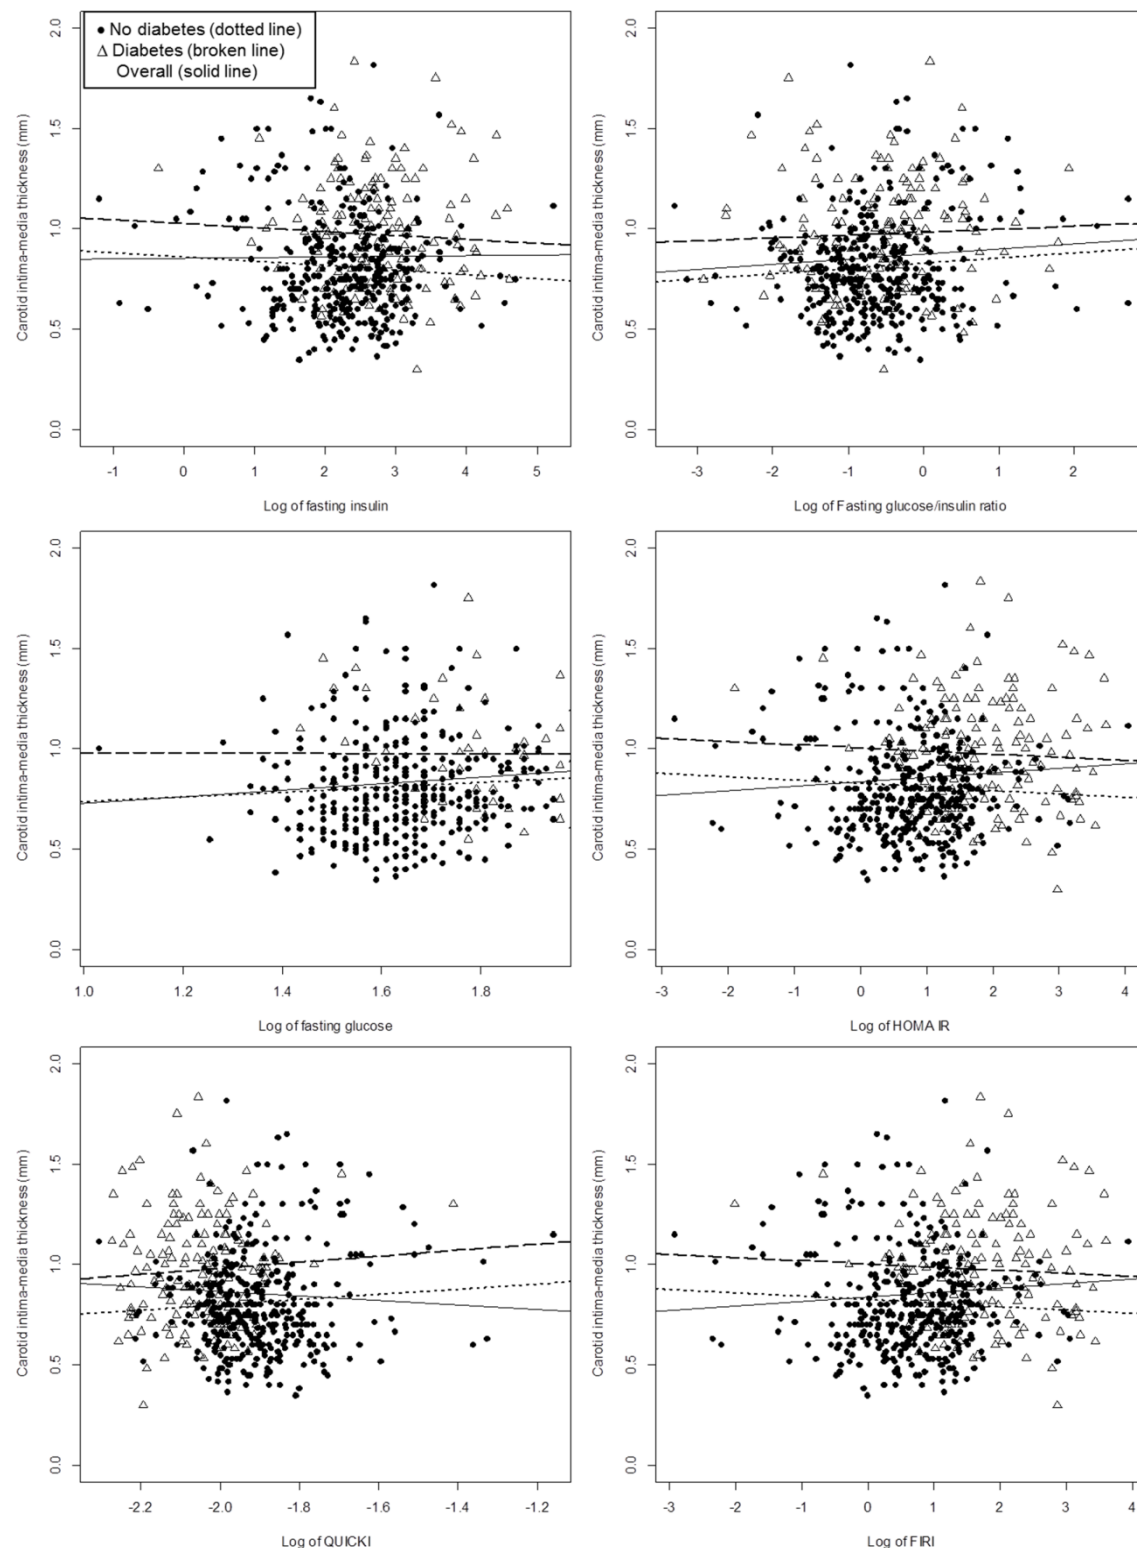 ● No diabetes (dotted line)
△ Diabetes (broken line)
Overall (solid line)
Carotid intima-media thickness (mm)
0.0 0.5 1.0 1.5 2.0
-1 0 1 2 3 4 5
Log of fasting insulin
Carotid intima-media thickness (mm)
0.0 0.5 1.0 1.5 2.0
-3 -2 -1 0 1 2
Log of Fasting glucose/insulin ratio
Carotid intima-media thickness (mm)
0.0 0.5 1.0 1.5 2.0
1.0 1.2 1.4 1.6 1.8
Log of fasting glucose
Carotid intima-media thickness (mm)
0.0 0.5 1.0 1.5 2.0
-3 -2 -1 0 1 2 3 4
Log of HOMA IR
Carotid intima-media thickness (mm)
0.0 0.5 1.0 1.5 2.0
-2.2 -2.0 -1.8 -1.6 -1.4 -1.2
Log of QUICKI
Carotid intima-media thickness (mm)
0.0 0.5 1.0 1.5 2.0
-3 -2 -1 0 1 2 3 4
Log of FIRI